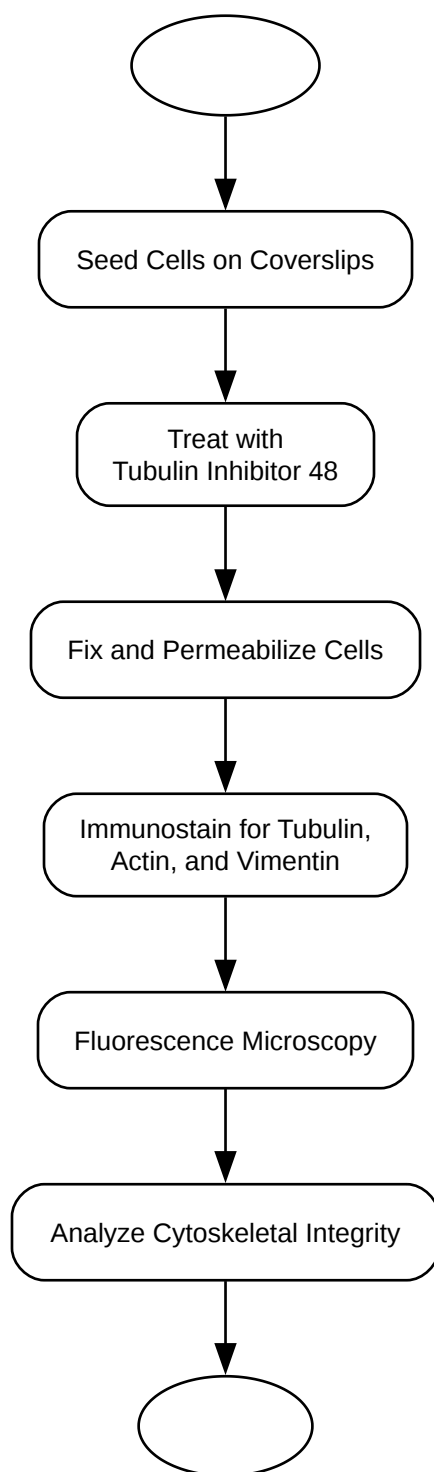 Seed Cells on Coverslips
Treat with
Tubulin Inhibitor 48
Fix and Permeabilize Cells
Immunostain for Tubulin,
Actin, and Vimentin
Fluorescence Microscopy
Analyze Cytoskeletal Integrity